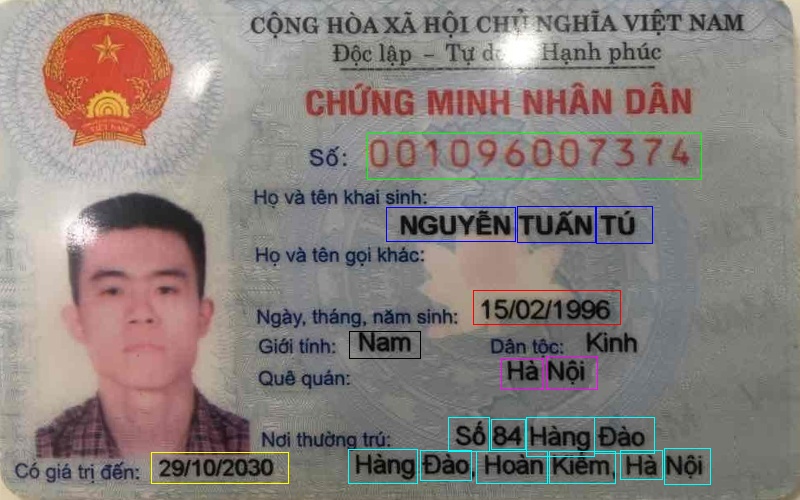 CỘNG HÒA XÃ HỘI CHỦ NGHĨA VIỆT NAM
Độc lập – Tự do Hạnh phúc
CHỨNG MINH NHÂN DÂN
Số: 001096007374
Họ và tên khai sinh:
NGUYỄN TUẤN TÚ
Họ và tên gọi khác:
Ngày, tháng, năm sinh: 15/02/1996
Giới tính: Nam Dân tộc: Kinh
Quê quán: Hà Nội
Nơi thường trú: Số 84 Hàng Đào
Có giá trị đến: 29/10/2030 Hàng Đào, Hoàn Kiếm, Hà Nội
VIỆT NAM